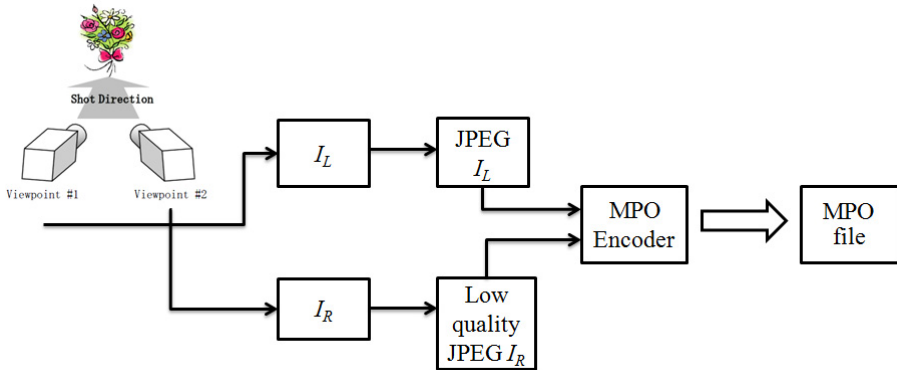 Shot Direction
Viewpoint #1
Viewpoint #2
I_L
JPEG
I_L
MPO
Encoder
MPO
file
I_R
Low
quality
JPEG I_R